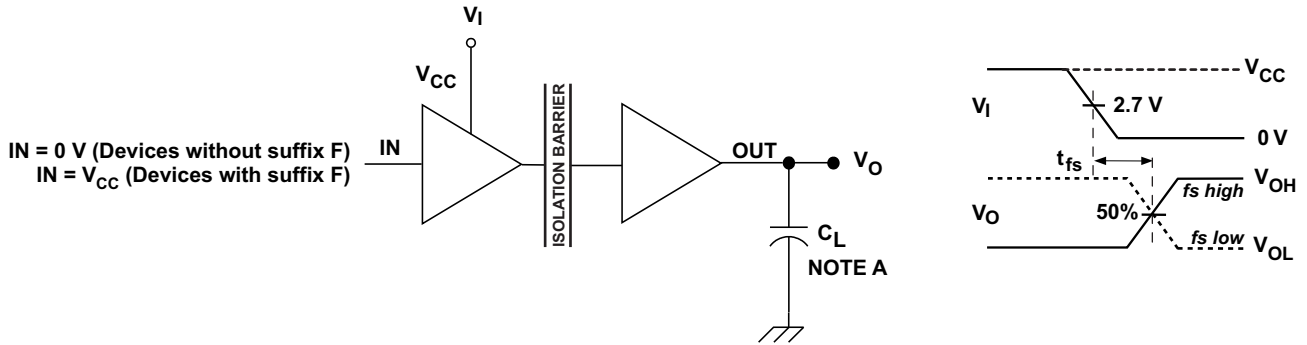 V_I
V_CC
ISOLATION BARRIER
IN = 0 V (Devices without suffix F)
IN = V_CC (Devices with suffix F)
IN
OUT
V_O
C_L
NOTE A
V_CC
V_I
2.7 V
0 V
t_fs
V_OH
fs high
V_O
50%
fs low
V_OL